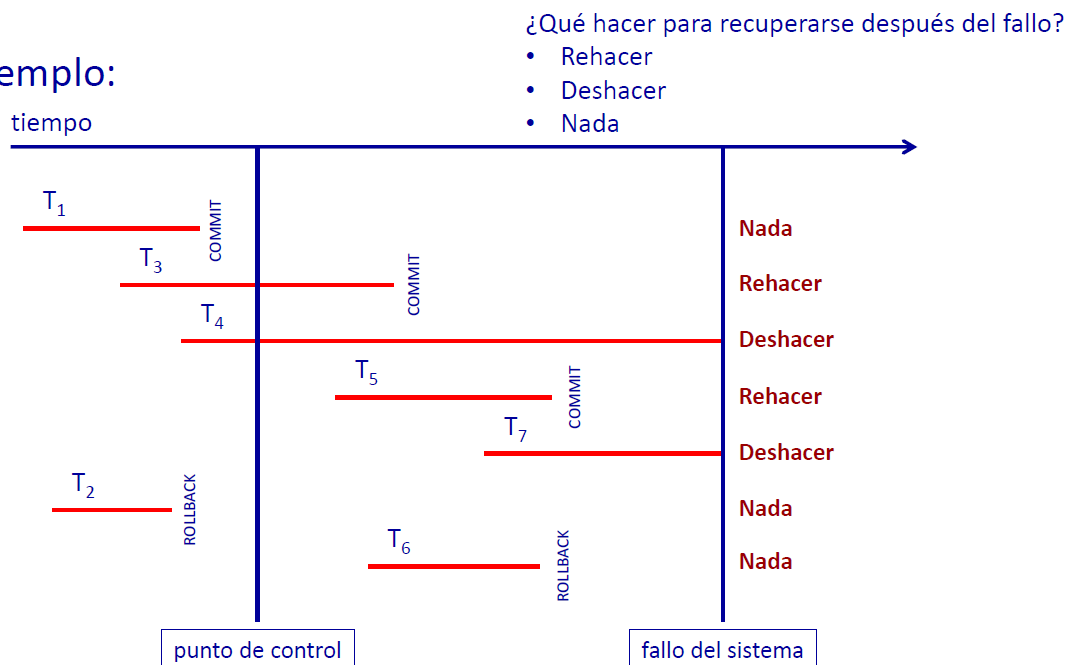 ¿Qué hacer para recuperarse después del fallo?
• Rehacer
• Deshacer
• Nada
emplo:
tiempo
T1
COMMIT
Nada
T3
COMMIT
Rehacer
T4
Deshacer
T5
COMMIT
Rehacer
T7
Deshacer
T2
ROLLBACK
Nada
T6
ROLLBACK
Nada
punto de control
fallo del sistema